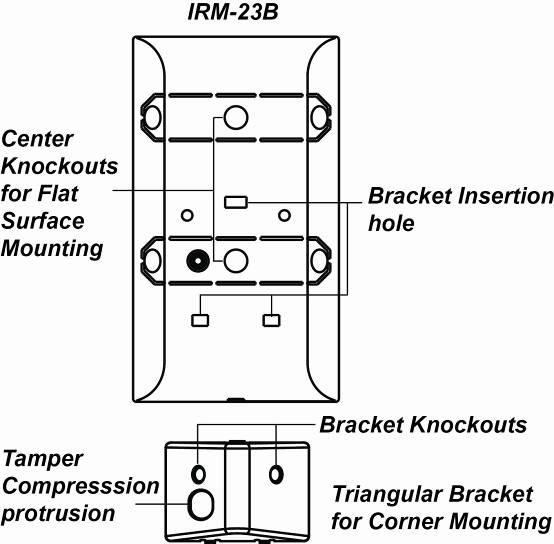 IRM-23B
Center
Knockouts
for Flat
Surface
Mounting
Bracket Insertion
hole
Bracket Knockouts
Tamper
Compresssion
protrusion
Triangular Bracket
for Corner Mounting